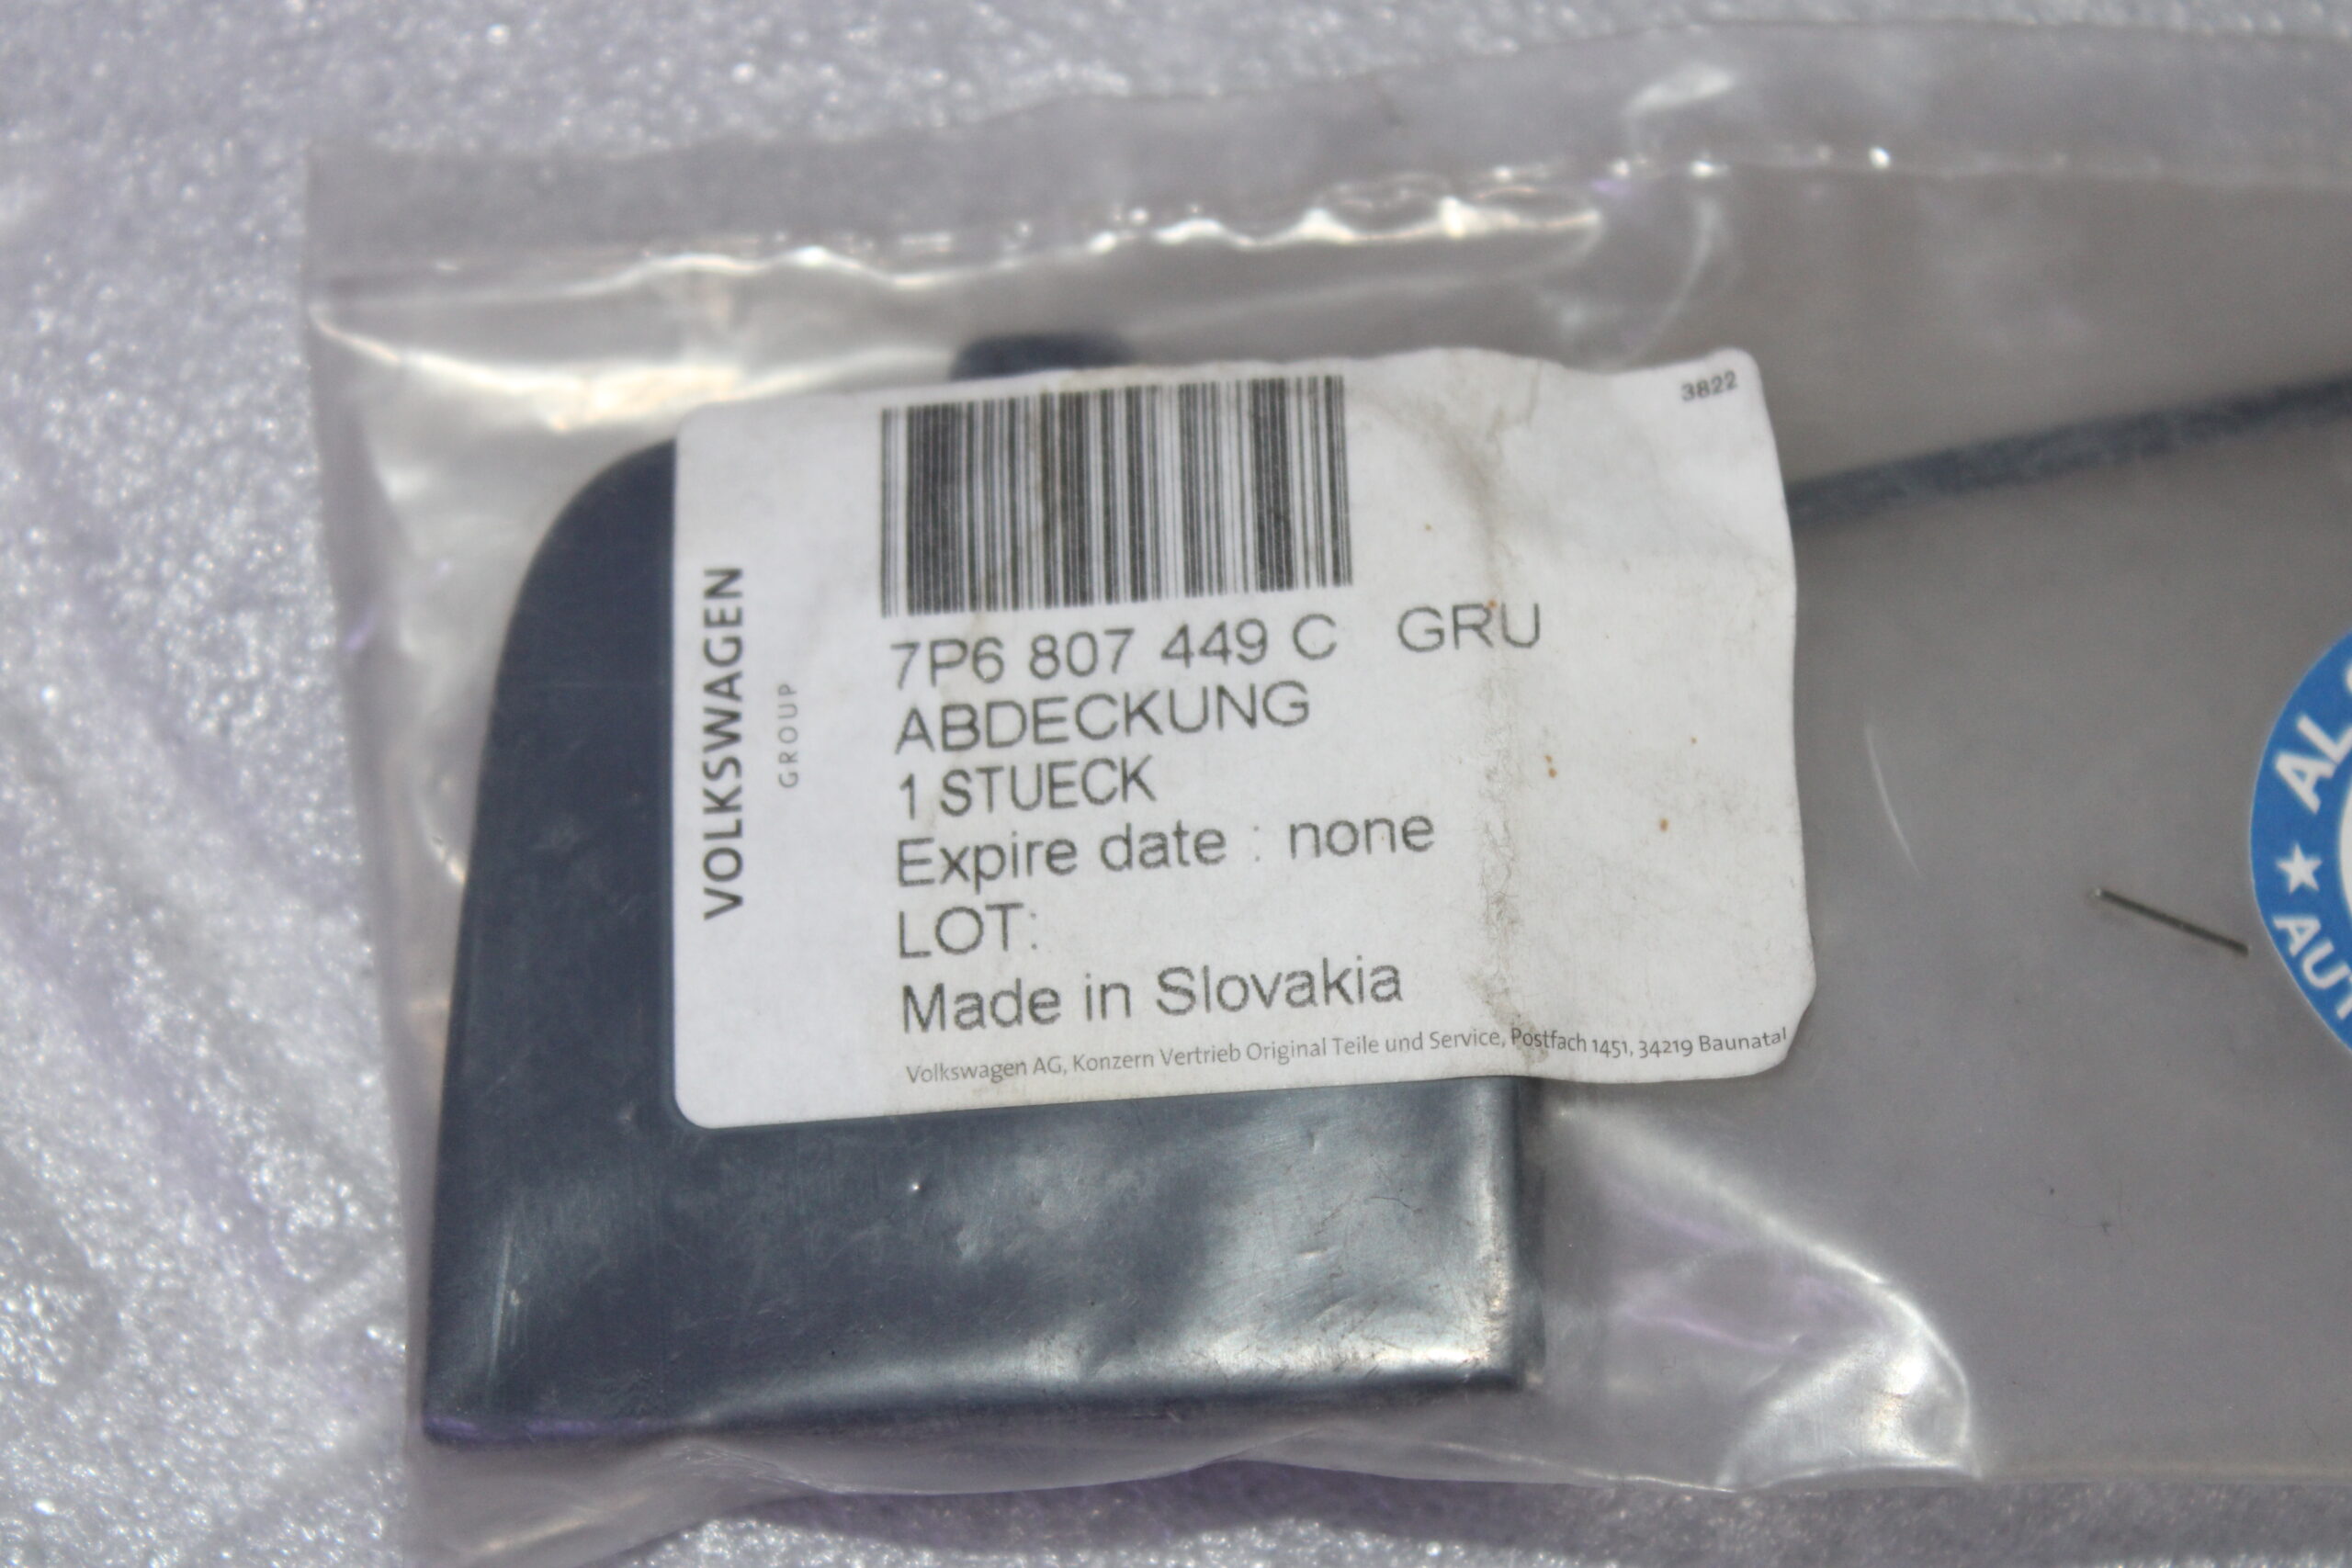 3822
VOLKSWAGEN
GROUP
7P6 807 449 C GRU
ABDECKUNG
1 STUECK
Expire date : none
LOT:
Made in Slovakia
Volkswagen AG, Konzern Vertrieb Original Teile und Service, Postfach 1451, 34219 Baunatal